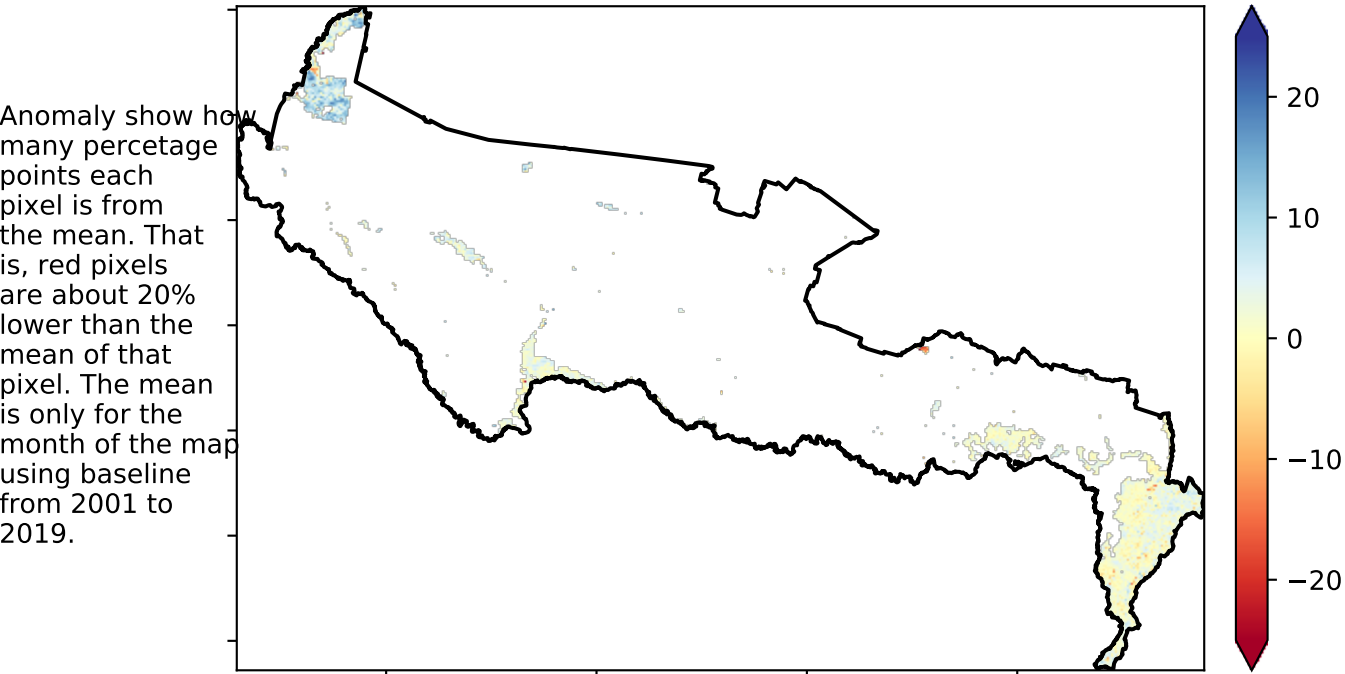 Anomaly show how
many percetage
points each
pixel is from
the mean. That
is, red pixels
are about 20%
lower than the
mean of that
pixel. The mean
is only for the
month of the map
using baseline
from 2001 to
2019.
20
10
0
−10
−20